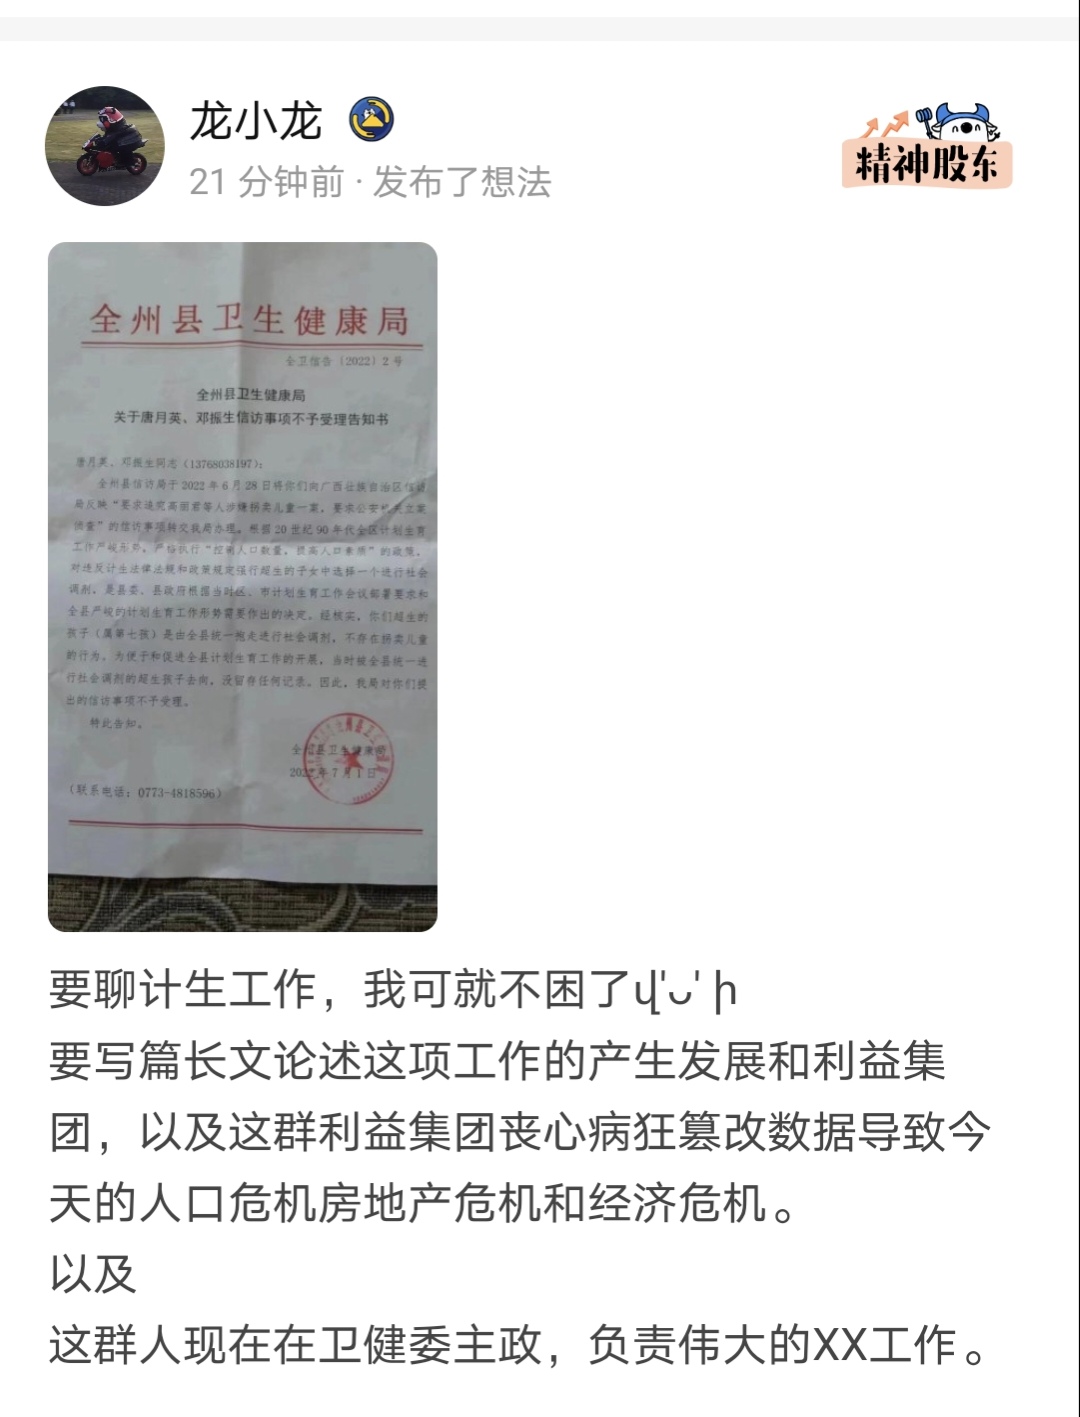 龙小龙
21 分钟前 · 发布了想法
精神股东
全州县卫生健康局
全卫信告〔2022〕2号
全州县卫生健康局
关于唐月英、邓振生信访事项不予受理告知书
唐月英、邓振生同志（13768038197）：
全州县信访局于2022年6月28日将你们向广西壮族自治区信访
局反映“要求追究高丽君等人涉嫌拐卖儿童一案，要求公安机关立案
侦查”的信访事项转交我局办理。根据20世纪90年代全区计划生育
工作严峻形势，严格执行“控制人口数量，提高人口素质”的政策，
对违反计生法律法规和政策规定强行超生的子女中选择一个进行社会
调剂，是县委、县政府根据当时区、市计划生育工作会议部署要求和
全县严峻的计划生育工作形势需要作出的决定。经核实，你们超生的
孩子（属第七孩）是由全县统一抱走进行社会调剂，不存在拐卖儿童
的行为。为便于和促进全县计划生育工作的开展，当时被全县统一进
行社会调剂的超生孩子去向，没留存任何记录。因此，我局对你们提
出的信访事项不予受理。
特此告知。
全州县卫生健康局
2022年7月1日
（联系电话：0773-4818596）
要聊计生工作，我可就不困了վ'ᴗ' ի
要写篇长文论述这项工作的产生发展和利益集
团，以及这群利益集团丧心病狂篡改数据导致今
天的人口危机房地产危机和经济危机。
以及
这群人现在在卫健委主政，负责伟大的XX工作。